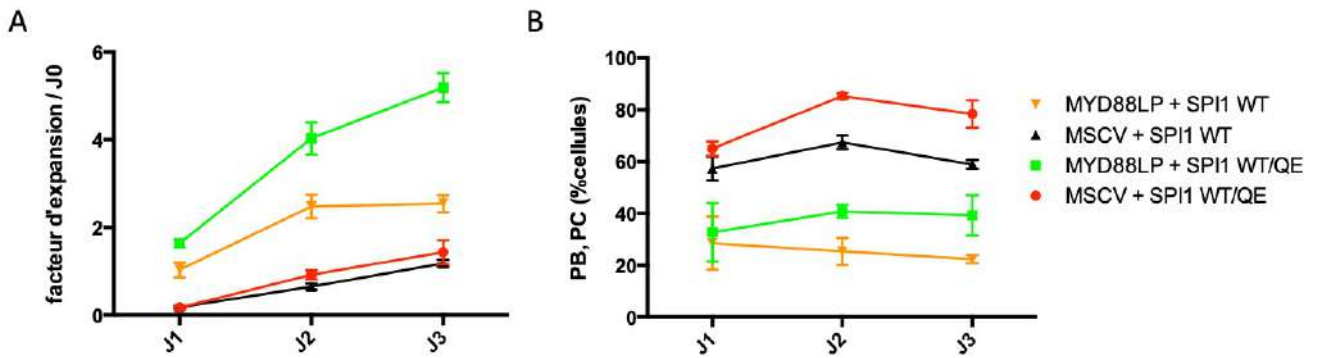 A
facteur d'expansion / J0
6
4
2
0
J1
J2
J3
B
PB, PC (%cellules)
100
80
60
40
20
0
J1
J2
J3
MYD88LP + SPI1 WT
MSCV + SPI1 WT
MYD88LP + SPI1 WT/QE
MSCV + SPI1 WT/QE